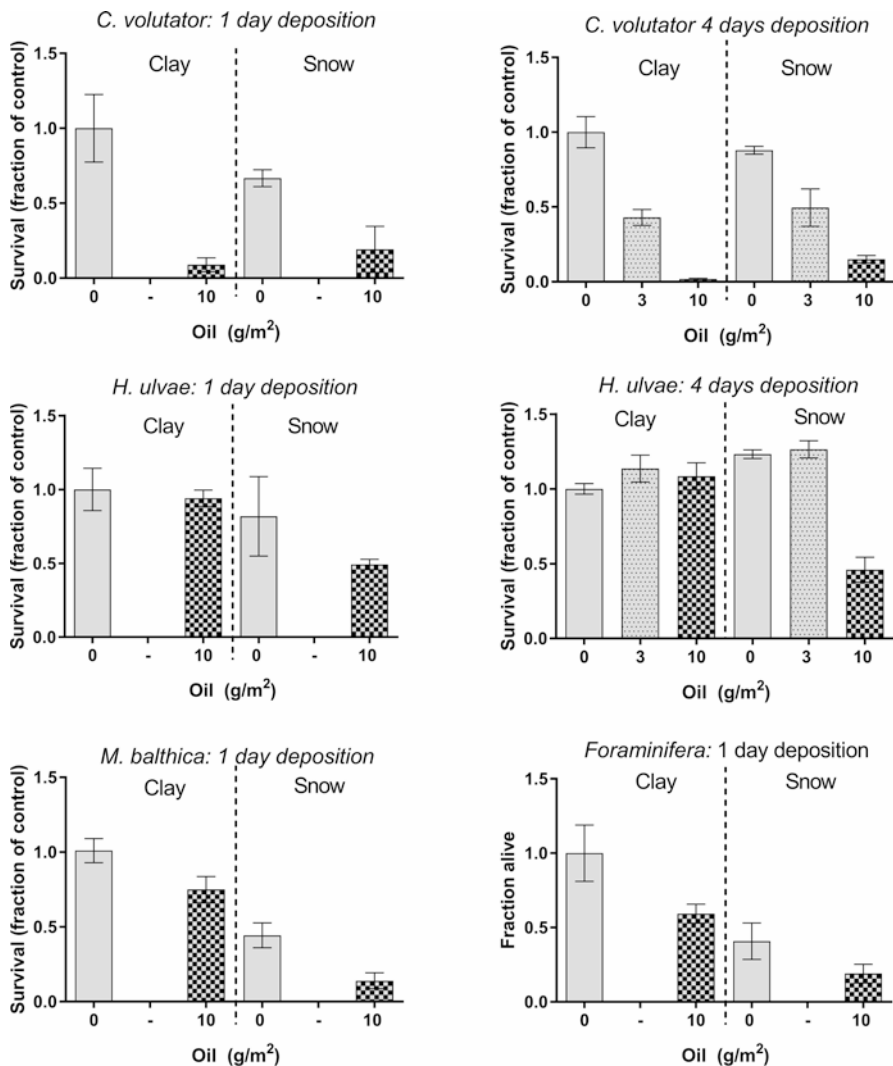 C. volutator: 1 day deposition
Clay
Snow
Survival (fraction of control)
1.5
1.0
0.5
0.0
0 - 10 0 - 10
Oil (g/m²)
C. volutator 4 days deposition
Clay
Snow
Survival (fraction of control)
1.5
1.0
0.5
0.0
0 3 10 0 3 10
Oil (g/m²)
H. ulvae: 1 day deposition
Clay
Snow
Survival (fraction of control)
1.5
1.0
0.5
0.0
0 - 10 0 - 10
Oil (g/m²)
H. ulvae: 4 days deposition
Clay
Snow
Survival (fraction of control)
1.5
1.0
0.5
0.0
0 3 10 0 3 10
Oil (g/m²)
M. balthica: 1 day deposition
Clay
Snow
Survival (fraction of control)
1.5
1.0
0.5
0.0
0 - 10 0 - 10
Oil (g/m²)
Foraminifera: 1 day deposition
Clay
Snow
Fraction alive
1.5
1.0
0.5
0.0
0 - 10 0 - 10
Oil (g/m²)